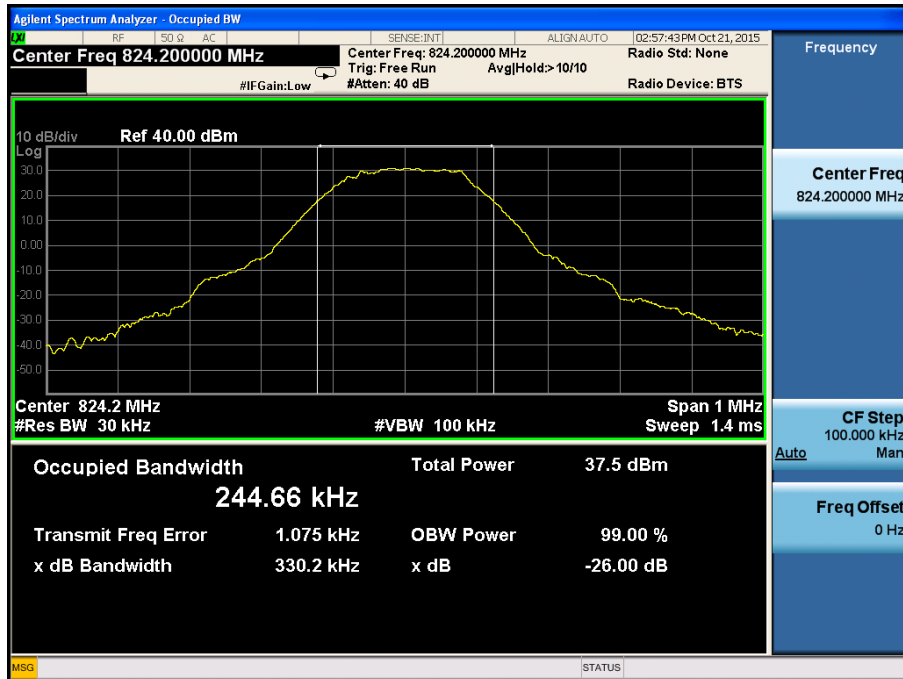 Agilent Spectrum Analyzer - Occupied BW
LXI RF 50 Ω AC SENSE:INT ALIGN AUTO 02:57:43PM Oct 21, 2015
Center Freq 824.200000 MHz
Center Freq: 824.200000 MHz
Radio Std: None
Trig: Free Run Avg|Hold:>10/10
#IFGain:Low
#Atten: 40 dB
Radio Device: BTS
10 dB/div Ref 40.00 dBm
Log
30.0
20.0
10.0
0.00
-10.0
-20.0
-30.0
-40.0
-50.0
Center 824.2 MHz Span 1 MHz
#Res BW 30 kHz #VBW 100 kHz Sweep 1.4 ms
Occupied Bandwidth Total Power 37.5 dBm
244.66 kHz
Transmit Freq Error 1.075 kHz OBW Power 99.00 %
x dB Bandwidth 330.2 kHz x dB -26.00 dB
Frequency
Center Freq
824.200000 MHz
CF Step
100.000 kHz
Auto Man
Freq Offset
0 Hz
MSG STATUS